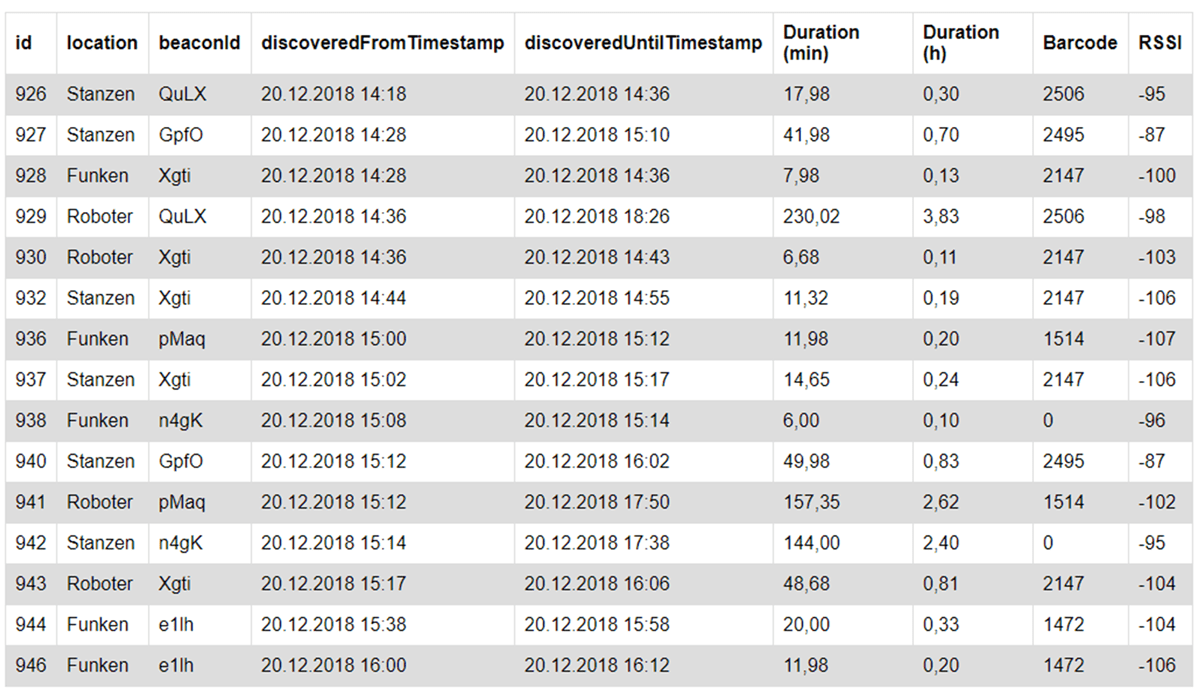 id location beaconId discoveredFromTimestamp discoveredUntilTimestamp Duration (min) Duration (h) Barcode RSSI
926 Stanzen QuLX 20.12.2018 14:18 20.12.2018 14:36 17,98 0,30 2506 -95
927 Stanzen GpfO 20.12.2018 14:28 20.12.2018 15:10 41,98 0,70 2495 -87
928 Funken Xgti 20.12.2018 14:28 20.12.2018 14:36 7,98 0,13 2147 -100
929 Roboter QuLX 20.12.2018 14:36 20.12.2018 18:26 230,02 3,83 2506 -98
930 Roboter Xgti 20.12.2018 14:36 20.12.2018 14:43 6,68 0,11 2147 -103
932 Stanzen Xgti 20.12.2018 14:44 20.12.2018 14:55 11,32 0,19 2147 -106
936 Funken pMaq 20.12.2018 15:00 20.12.2018 15:12 11,98 0,20 1514 -107
937 Stanzen Xgti 20.12.2018 15:02 20.12.2018 15:17 14,65 0,24 2147 -106
938 Funken n4gK 20.12.2018 15:08 20.12.2018 15:14 6,00 0,10 0 -96
940 Stanzen GpfO 20.12.2018 15:12 20.12.2018 16:02 49,98 0,83 2495 -87
941 Roboter pMaq 20.12.2018 15:12 20.12.2018 17:50 157,35 2,62 1514 -102
942 Stanzen n4gK 20.12.2018 15:14 20.12.2018 17:38 144,00 2,40 0 -95
943 Roboter Xgti 20.12.2018 15:17 20.12.2018 16:06 48,68 0,81 2147 -104
944 Funken e1lh 20.12.2018 15:38 20.12.2018 15:58 20,00 0,33 1472 -104
946 Funken e1lh 20.12.2018 16:00 20.12.2018 16:12 11,98 0,20 1472 -106